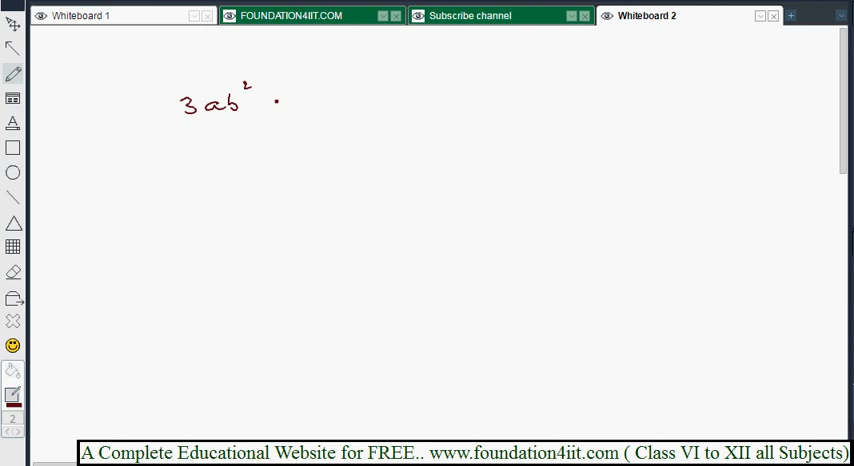 Whiteboard 1 FOUNDATION4IIT.COM Subscribe channel Whiteboard 2
3ab² .
2
A Complete Educational Website for FREE.. www.foundation4iit.com ( Class VI to XII all Subjects)